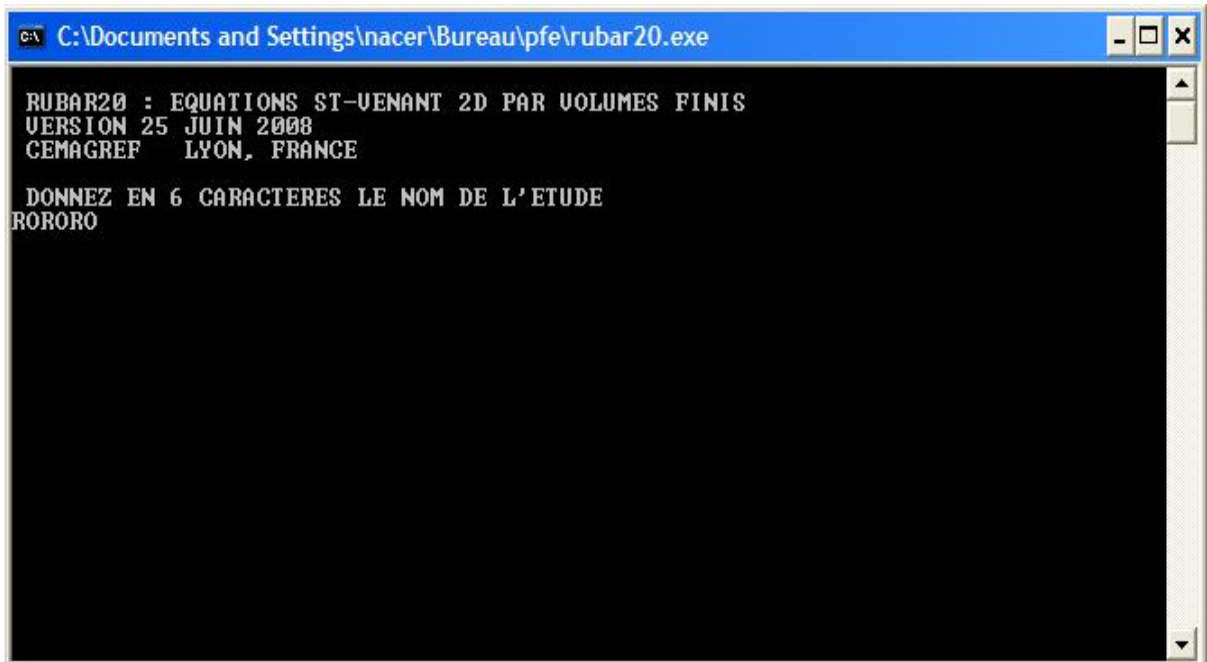 C:\Documents and Settings\nacer\Bureau\pfe\rubar20.exe
RUBAR20 : EQUATIONS ST-VENANT 2D PAR VOLUMES FINIS
VERSION 25 JUIN 2008
CEMAGREF LYON, FRANCE
DONNEZ EN 6 CARACTERES LE NOM DE L'ETUDE
RORORO